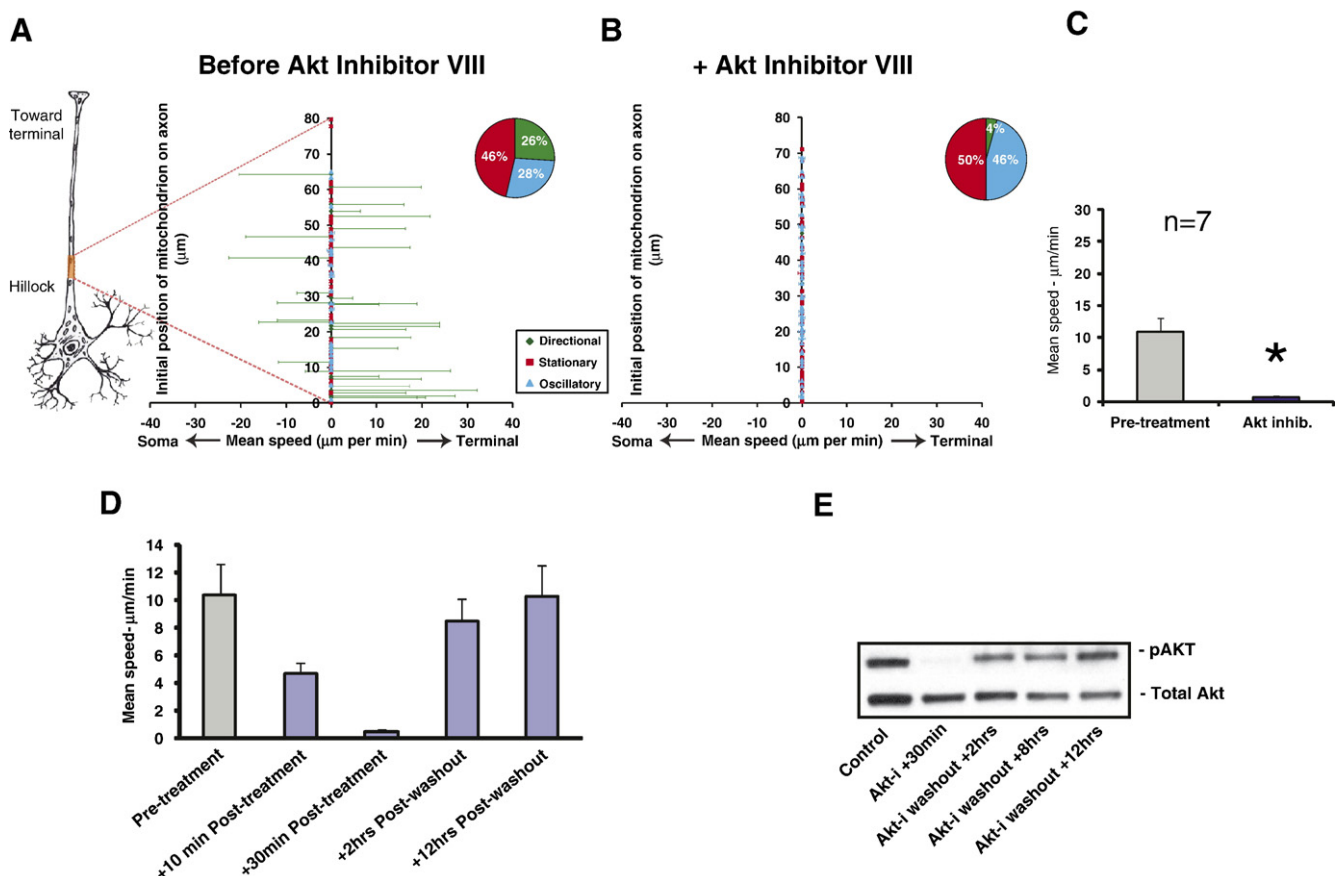 A
Before Akt Inhibitor VIII
Toward
terminal
Hillock
Initial position of mitochondrion on axon
(µm)
80
70
60
50
40
30
20
10
0
-40 -30 -20 -10 0 10 20 30 40
Soma Mean speed (µm per min) Terminal
46%
26%
28%
Directional
Stationary
Oscillatory
B
+ Akt Inhibitor VIII
Initial position of mitochondrion on axon
(µm)
80
70
60
50
40
30
20
10
0
-40 -30 -20 -10 0 10 20 30 40
Soma Mean speed (µm per min) Terminal
4%
50%
46%
C
Mean speed - µm/min
30
25
20
15
10
5
0
n=7
*
Pre-treatment Akt inhib.
D
Mean speed- µm/min
14
12
10
8
6
4
2
0
Pre-treatment
+10 min Post-treatment
+30min Post-treatment
+2hrs Post-washout
+12hrs Post-washout
E
- pAKT
- Total Akt
Control
Akt-i +30min
Akt-i washout +2hrs
Akt-i washout +8hrs
Akt-i washout +12hrs